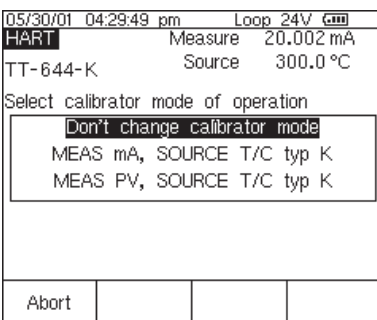 05/30/01 04:29:49 pm Loop 24V
HART Measure 20.002 mA
TT-644-K Source 300.0 °C
Select calibrator mode of operation
Don't change calibrator mode
MEAS mA, SOURCE T/C typ K
MEAS PV, SOURCE T/C typ K
Abort